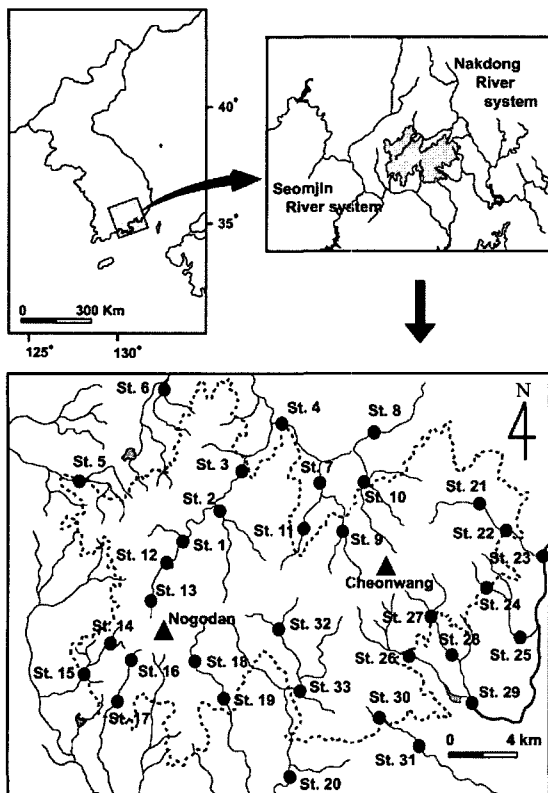 40°
35°
0 300 Km
125° 130°
Nakdong
River
system
Seomjin
River system
N
St. 6
St. 4
St. 8
St. 5
St. 3
St. 7
St. 21
St. 2
St. 10
St. 11
St. 9
St. 22
St. 1
St. 23
St. 12
Cheonwang
St. 13
St. 24
St. 27
Nogodan
St. 14
St. 32
St. 28
St. 25
St. 15
St. 16
St. 18
St. 26
St. 33
St. 17
St. 19
St. 30
St. 29
St. 31
0 4 km
St. 20